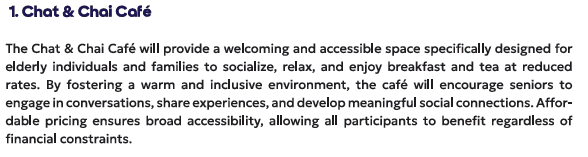 1. Chat & Chai Café
The Chat & Chai Café will provide a welcoming and accessible space specifically designed for
elderly individuals and families to socialize, relax, and enjoy breakfast and tea at reduced
rates. By fostering a warm and inclusive environment, the café will encourage seniors to
engage in conversations, share experiences, and develop meaningful social connections. Affor-
dable pricing ensures broad accessibility, allowing all participants to benefit regardless of
financial constraints.